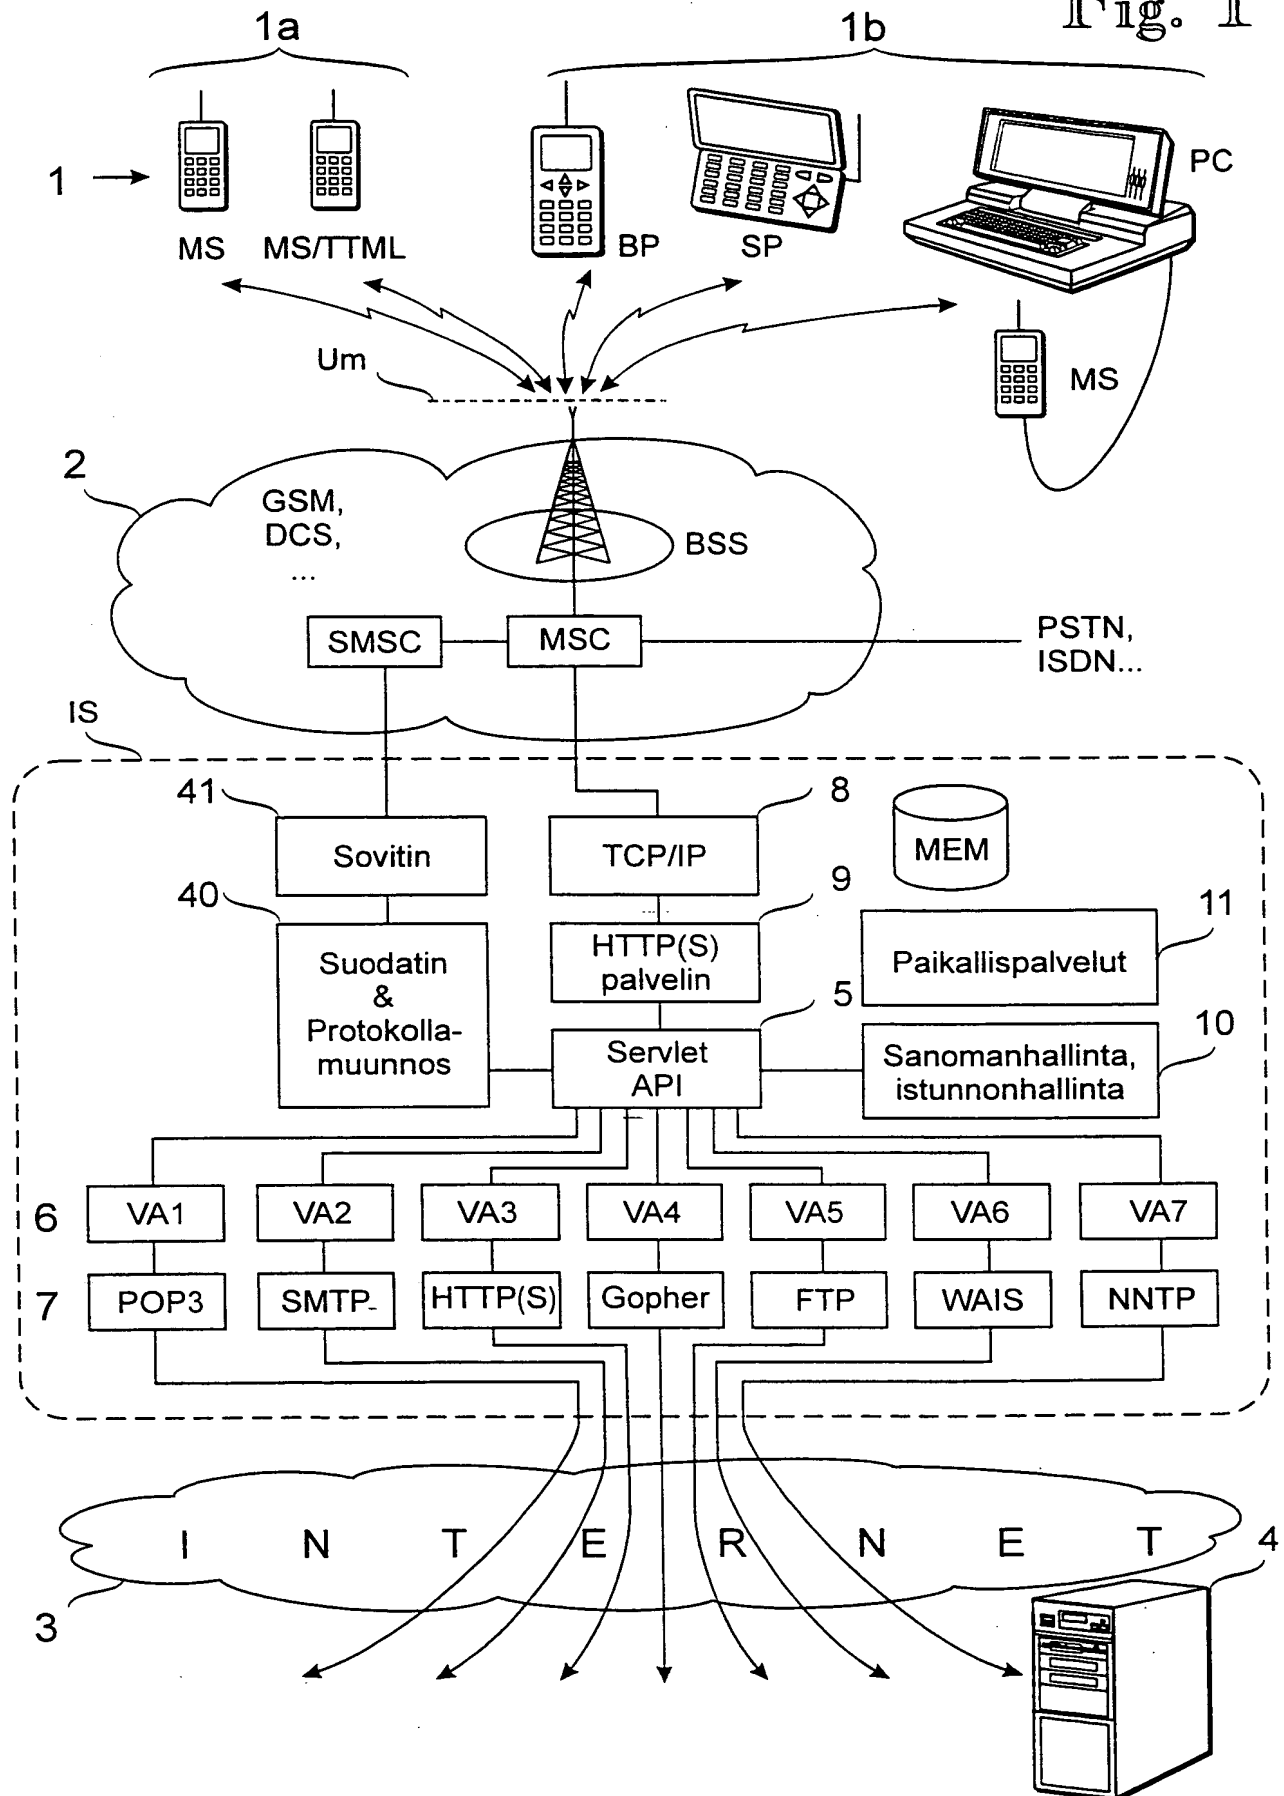 Fig. 1
1a
1b
1
MS
MS/TTML
BP
SP
PC
MS
Um
2
GSM,
DCS,
...
BSS
SMSC
MSC
PSTN,
ISDN...
IS
41
8
Sovitin
TCP/IP
MEM
40
9
11
Suodatin
&
Protokolla-
muunnos
HTTP(S)
palvelin
Paikallispalvelut
5
10
Servlet
API
Sanomanhallinta,
istunnonhallinta
6
VA1
VA2
VA3
VA4
VA5
VA6
VA7
7
POP3
SMTP
HTTP(S)
Gopher
FTP
WAIS
NNTP
I N T E R N E T
3
4